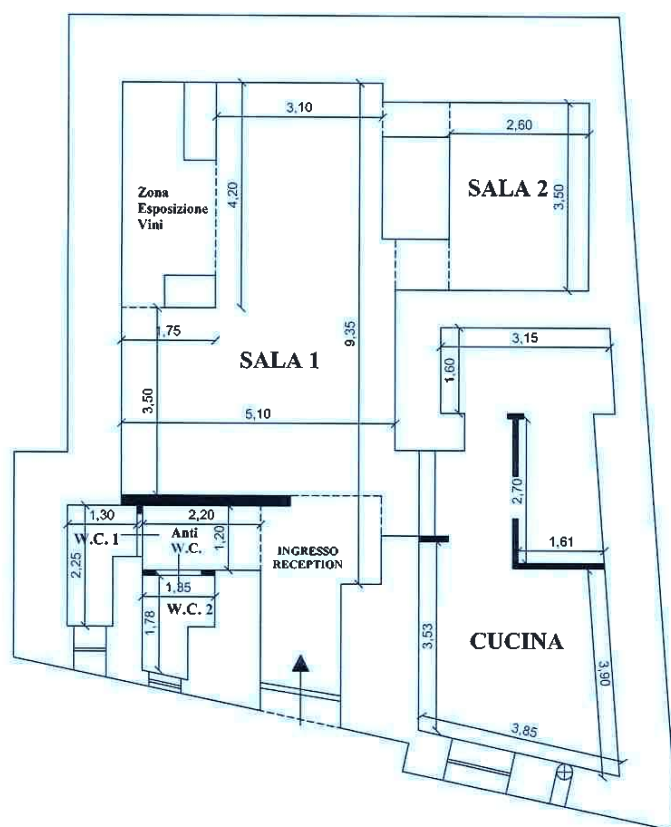 3,10
2,60
Zona
Esposizione
Vini
4,20
SALA 2
3,50
1,75
9,35
3,15
SALA 1
1,60
3,50
5,10
2,70
1,30
2,20
Anti
W.C. 1
W.C.
1,20
INGRESSO
RECEPTION
1,61
2,25
1,85
W.C. 2
1,78
3,53
CUCINA
3,90
3,85